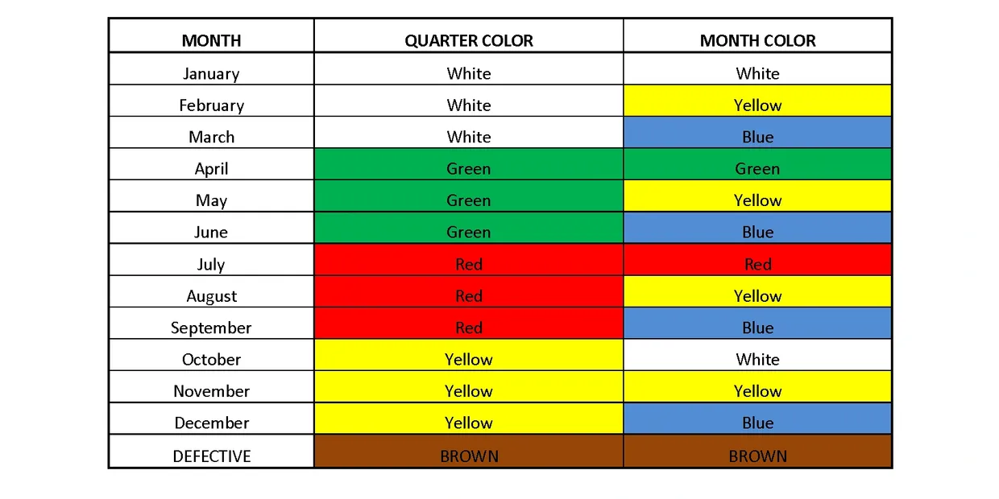 MONTH QUARTER COLOR MONTH COLOR
January White White
February White Yellow
March White Blue
April Green Green
May Green Yellow
June Green Blue
July Red Red
August Red Yellow
September Red Blue
October Yellow White
November Yellow Yellow
December Yellow Blue
DEFECTIVE BROWN BROWN